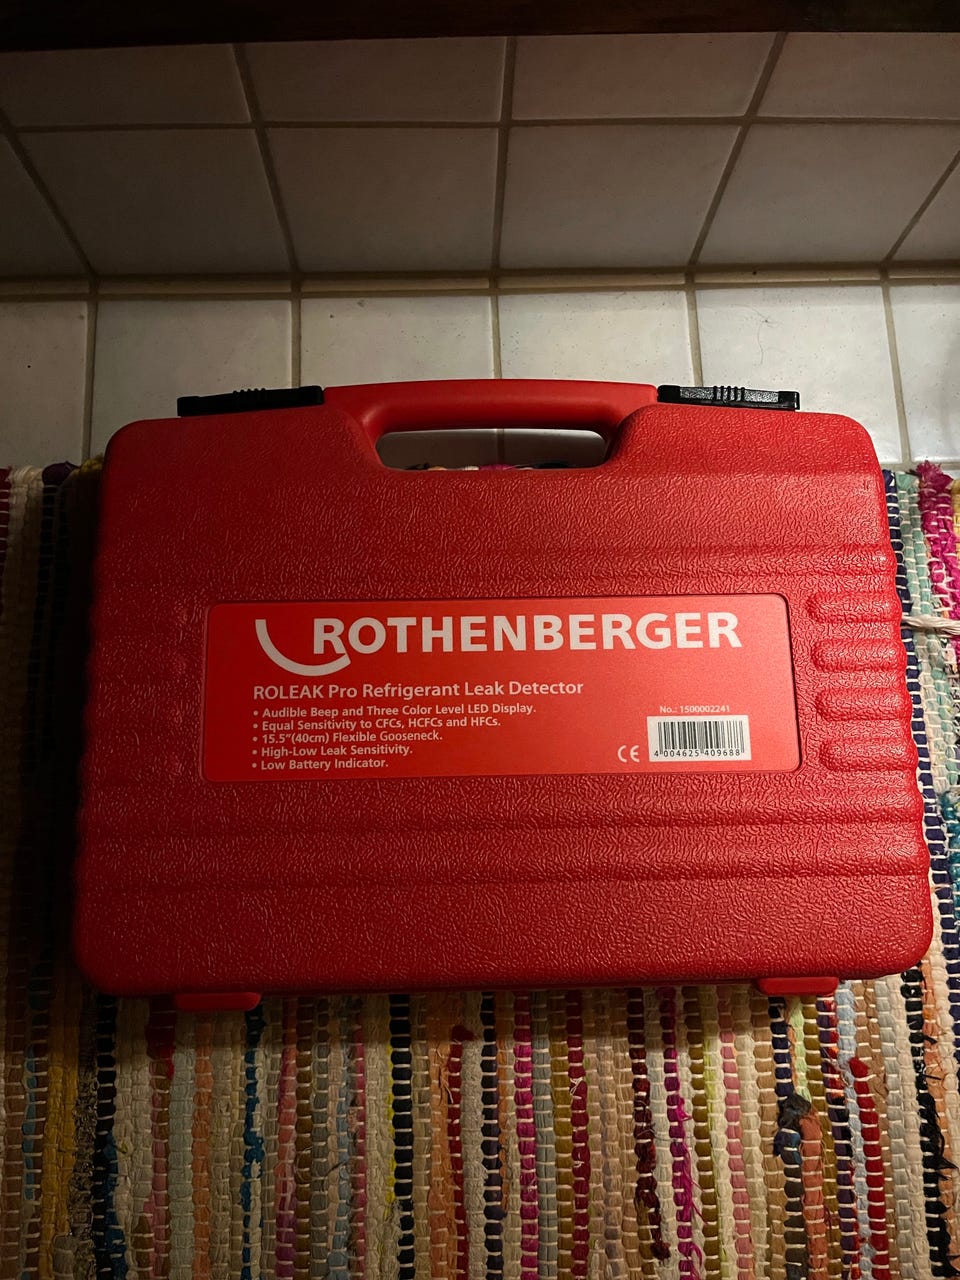 ROTHENBERGER
ROLEAK Pro Refrigerant Leak Detector
• Audible Beep and Three Color Level LED Display.
• Equal Sensitivity to CFCs, HCFCs and HFCs.
• 15.5"(40cm) Flexible Gooseneck.
• High-Low Leak Sensitivity.
• Low Battery Indicator.
No.: 1500002241
CE
4 004625 409688